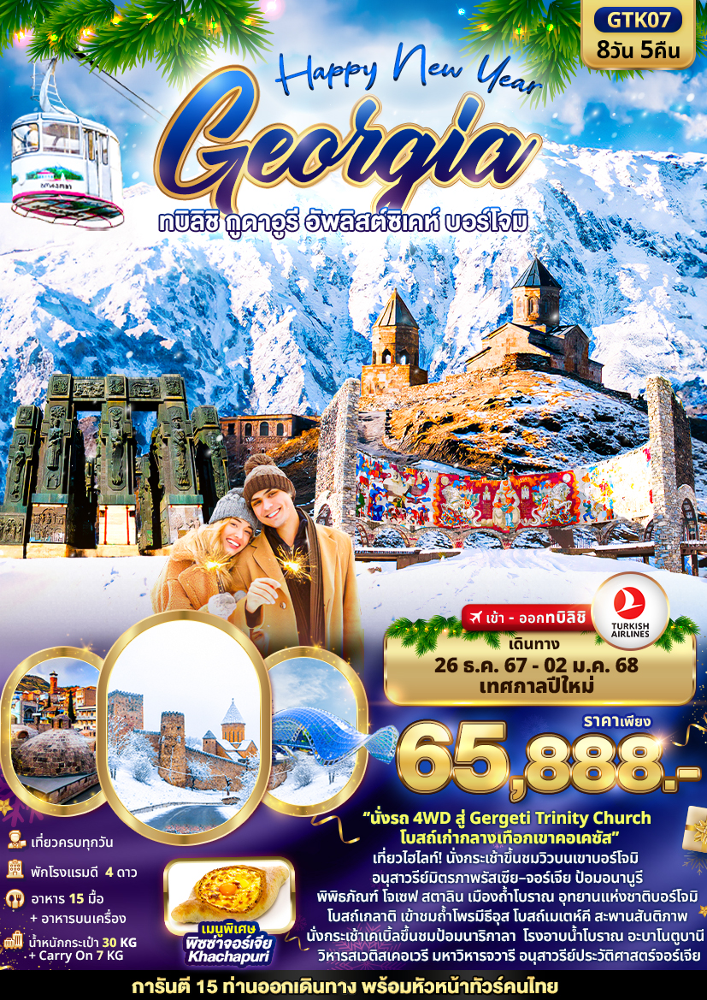 GTK07
8วัน 5คืน
Happy New Year
Georgia
ทบิลิชิ กูดาอูรี อัพลิสต์ซิเคห์ บอร์โจมิ
เข้า - ออกทบิลิชิ
TURKISH
AIRLINES
เดินทาง
26 ธ.ค. 67 - 02 ม.ค. 68
เทศกาลปีใหม่
ราคาเพียง
65,888.-
“นั่งรถ 4WD สู่ Gergeti Trinity Church
โบสถ์เก่ากลางเทือกเขาคอเคซัส”
เที่ยวไฮไลท์! นั่งกระเช้าขึ้นชมวิวบนเขาบอร์โจมิ
อนุสาวรีย์มิตรภาพรัสเซีย–จอร์เจีย ป้อมอนานูรี
พิพิธภัณฑ์ โจเซฟ สตาลิน เมืองถ้ำโบราณ อุทยานแห่งชาติบอร์โจมิ
โบสถ์เกลาติ เข้าชมถ้ำโพรมีธีอุส โบสถ์เมเตห์คี สะพานสันติภาพ
นั่งกระเช้าเคเบิ้ลขึ้นชมป้อมนาริกาลา โรงอาบน้ำโบราณ อะบาโนตูบานี
วิหารสเวติสเคอเวรี มหาวิหารจวารี อนุสาวรีย์ประวัติศาสตร์จอร์เจีย
เที่ยวครบทุกวัน
พักโรงแรมดี 4 ดาว
อาหาร 15 มื้อ
+ อาหารบนเครื่อง
น้ำหนักกระเป๋า 30 KG
+ Carry On 7 KG
เมนูพิเศษ
พิซซ่าจอร์เจีย
Khachapuri
การันตี 15 ท่านออกเดินทาง พร้อมหัวหน้าทัวร์คนไทย